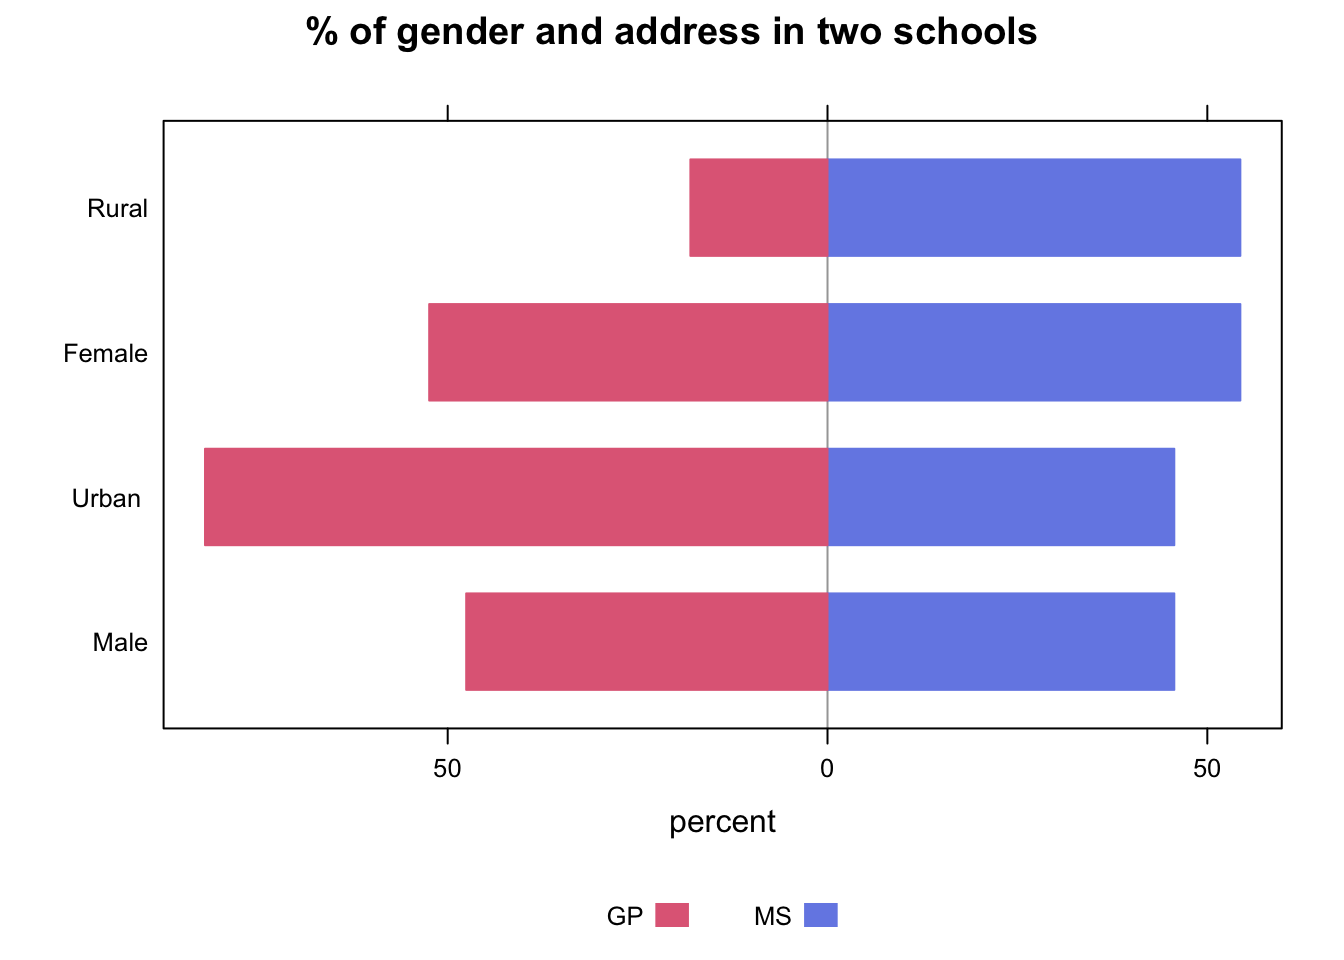 % of gender and address in two schools
Rural
Female
Urban
Male
50 0 50
percent
GP MS